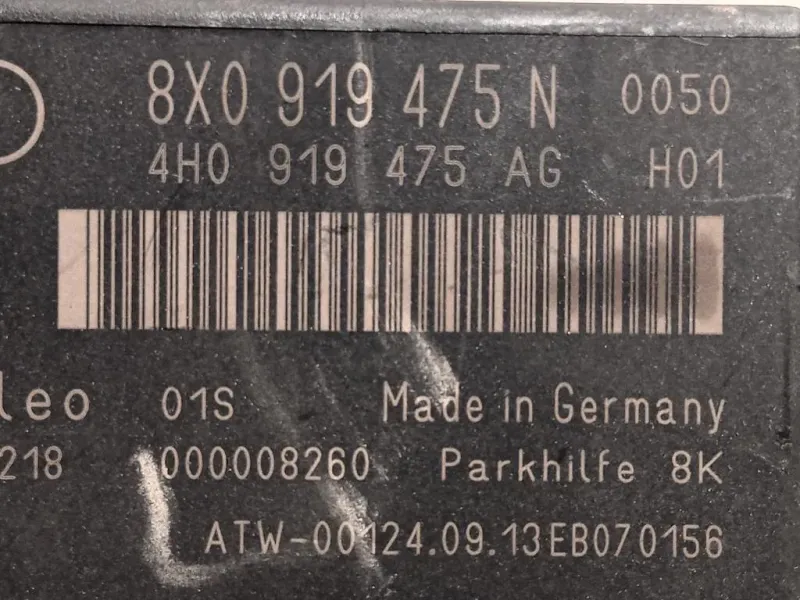 8X0 919 475 N 0050
4H0 919 475 AG H01
leo 01S Made in Germany
218 000008260 Parkhilfe 8K
ATW-00124.09.13EB070156